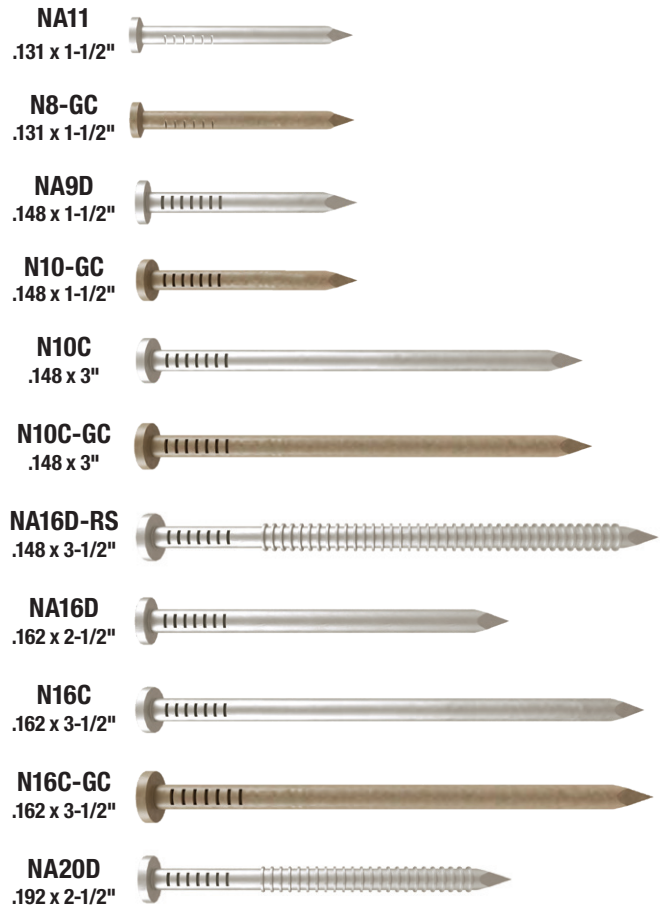 NA11
.131 x 1-1/2"
N8-GC
.131 x 1-1/2"
NA9D
.148 x 1-1/2"
N10-GC
.148 x 1-1/2"
N10C
.148 x 3"
N10C-GC
.148 x 3"
NA16D-RS
.148 x 3-1/2"
NA16D
.162 x 2-1/2"
N16C
.162 x 3-1/2"
N16C-GC
.162 x 3-1/2"
NA20D
.192 x 2-1/2"